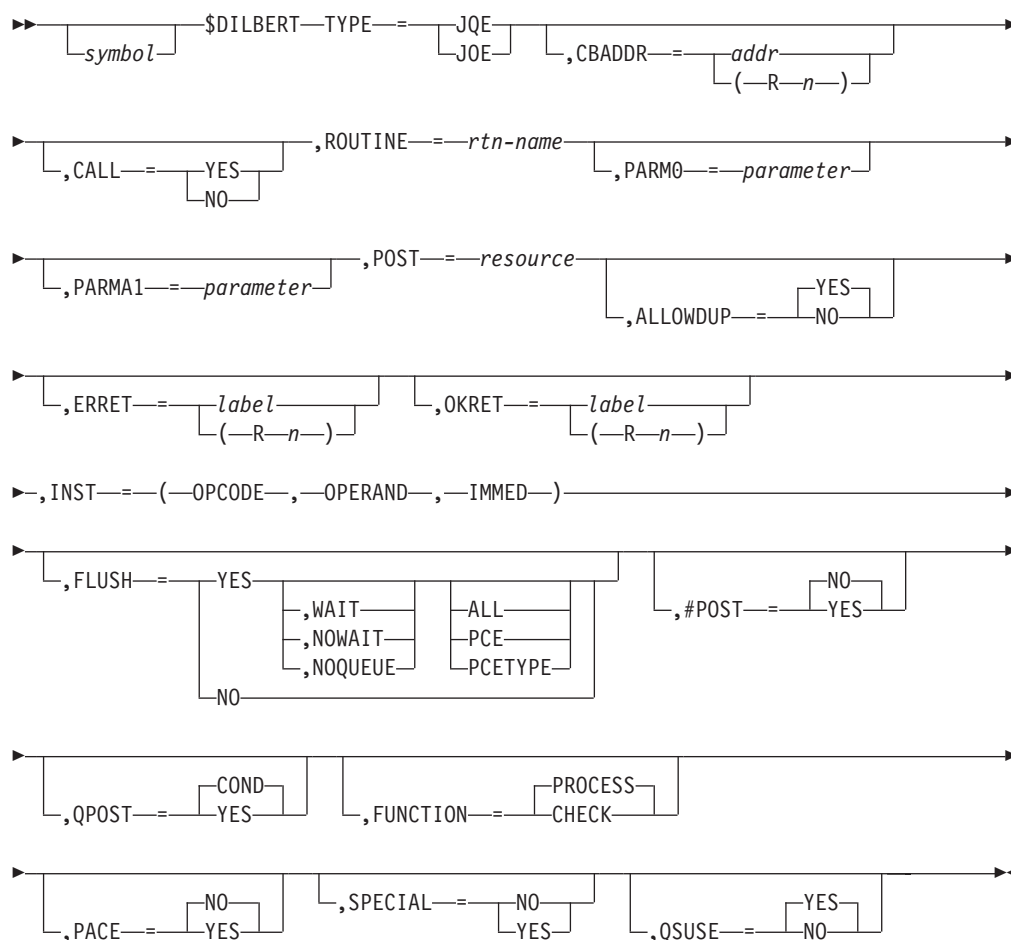 $DILBERT TYPE = JQE
symbol JOE ,CBADDR = addr
( R n )
,ROUTINE = rtn-name
,CALL = YES ,PARM0 = parameter
NO
,POST = resource
,PARMA1 = parameter YES
,ALLOWDUP = NO
,ERRET = label ,OKRET = label
( R n ) ( R n )
,INST = ( OPCODE , OPERAND , IMMED )
,FLUSH = YES NO
,WAIT ALL ,#POST = YES
,NOWAIT PCE
,NOQUEUE PCETYPE
NO
COND PROCESS
,QPOST = YES ,FUNCTION = CHECK
NO ,SPECIAL = NO YES
,PACE = YES YES ,QSUSE = NO